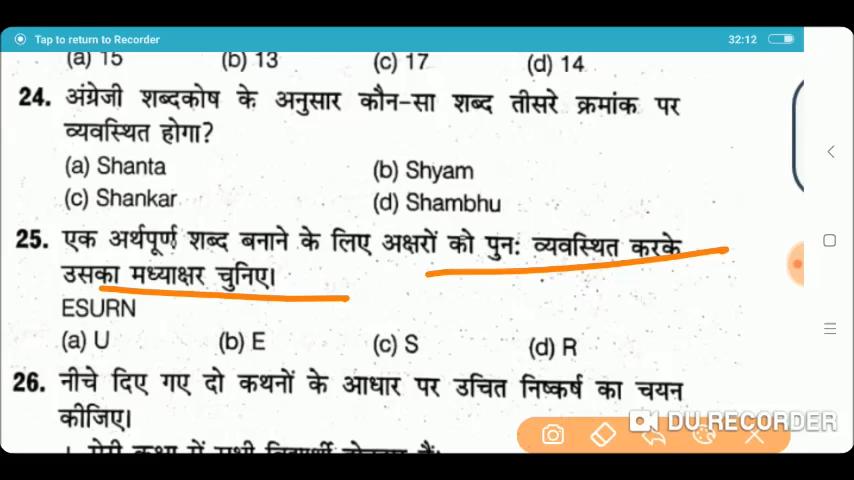 Tap to return to Recorder 32:12
(a) 15 (b) 13 (c) 17 (d) 14
24. अंग्रेजी शब्दकोष के अनुसार कौन-सा शब्द तीसरे क्रमांक पर
व्यवस्थित होगा?
(a) Shanta (b) Shyam
(c) Shankar (d) Shambhu
25. एक अर्थपूर्ण शब्द बनाने के लिए अक्षरों को पुनः व्यवस्थित करके
उसका मध्याक्षर चुनिए।
ESURN
(a) U (b) E (c) S (d) R
26. नीचे दिए गए दो कथनों के आधार पर उचित निष्कर्ष का चयन
कीजिए।
DU RECORDER